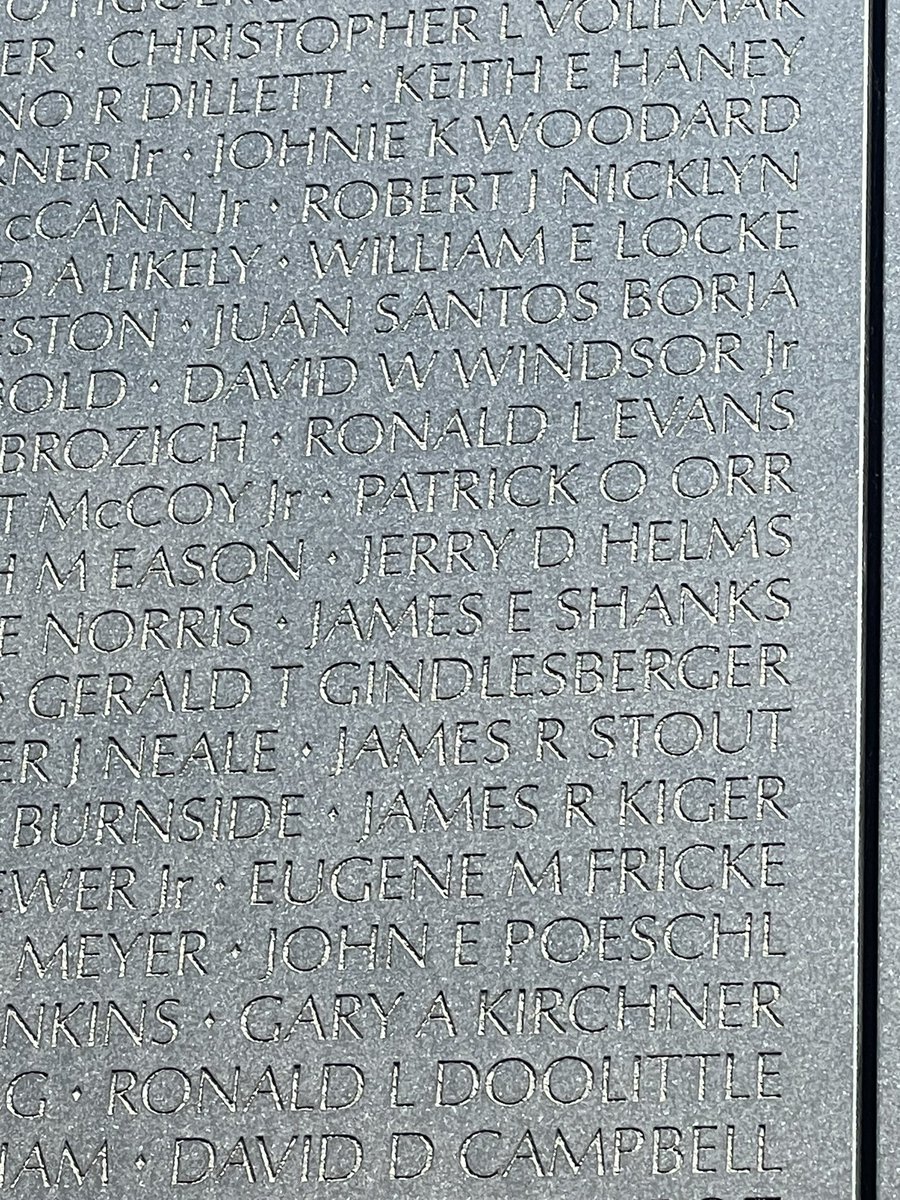 FIGUER
ER · CHRISTOPHER L VOLLMAR
NO R DILLETT · KEITH E HANEY
RNER Jr · JOHNIE K WOODARD
cCANN Jr · ROBERT J NICKLYN
D A LIKELY · WILLIAM E LOCKE
ESTON · JUAN SANTOS BORJA
BOLD · DAVID W WINDSOR Jr
BROZICH · RONALD L EVANS
T McCOY Jr · PATRICK O ORR
H M EASON · JERRY D HELMS
E NORRIS · JAMES E SHANKS
· GERALD T GINDLESBERGER
ER J NEALE · JAMES R STOUT
BURNSIDE · JAMES R KIGER
EWER Jr · EUGENE M FRICKE
MEYER · JOHN E POESCHL
NKINS · GARY A KIRCHNER
G · RONALD L DOOLITTLE
IAM · DAVID D CAMPBELL